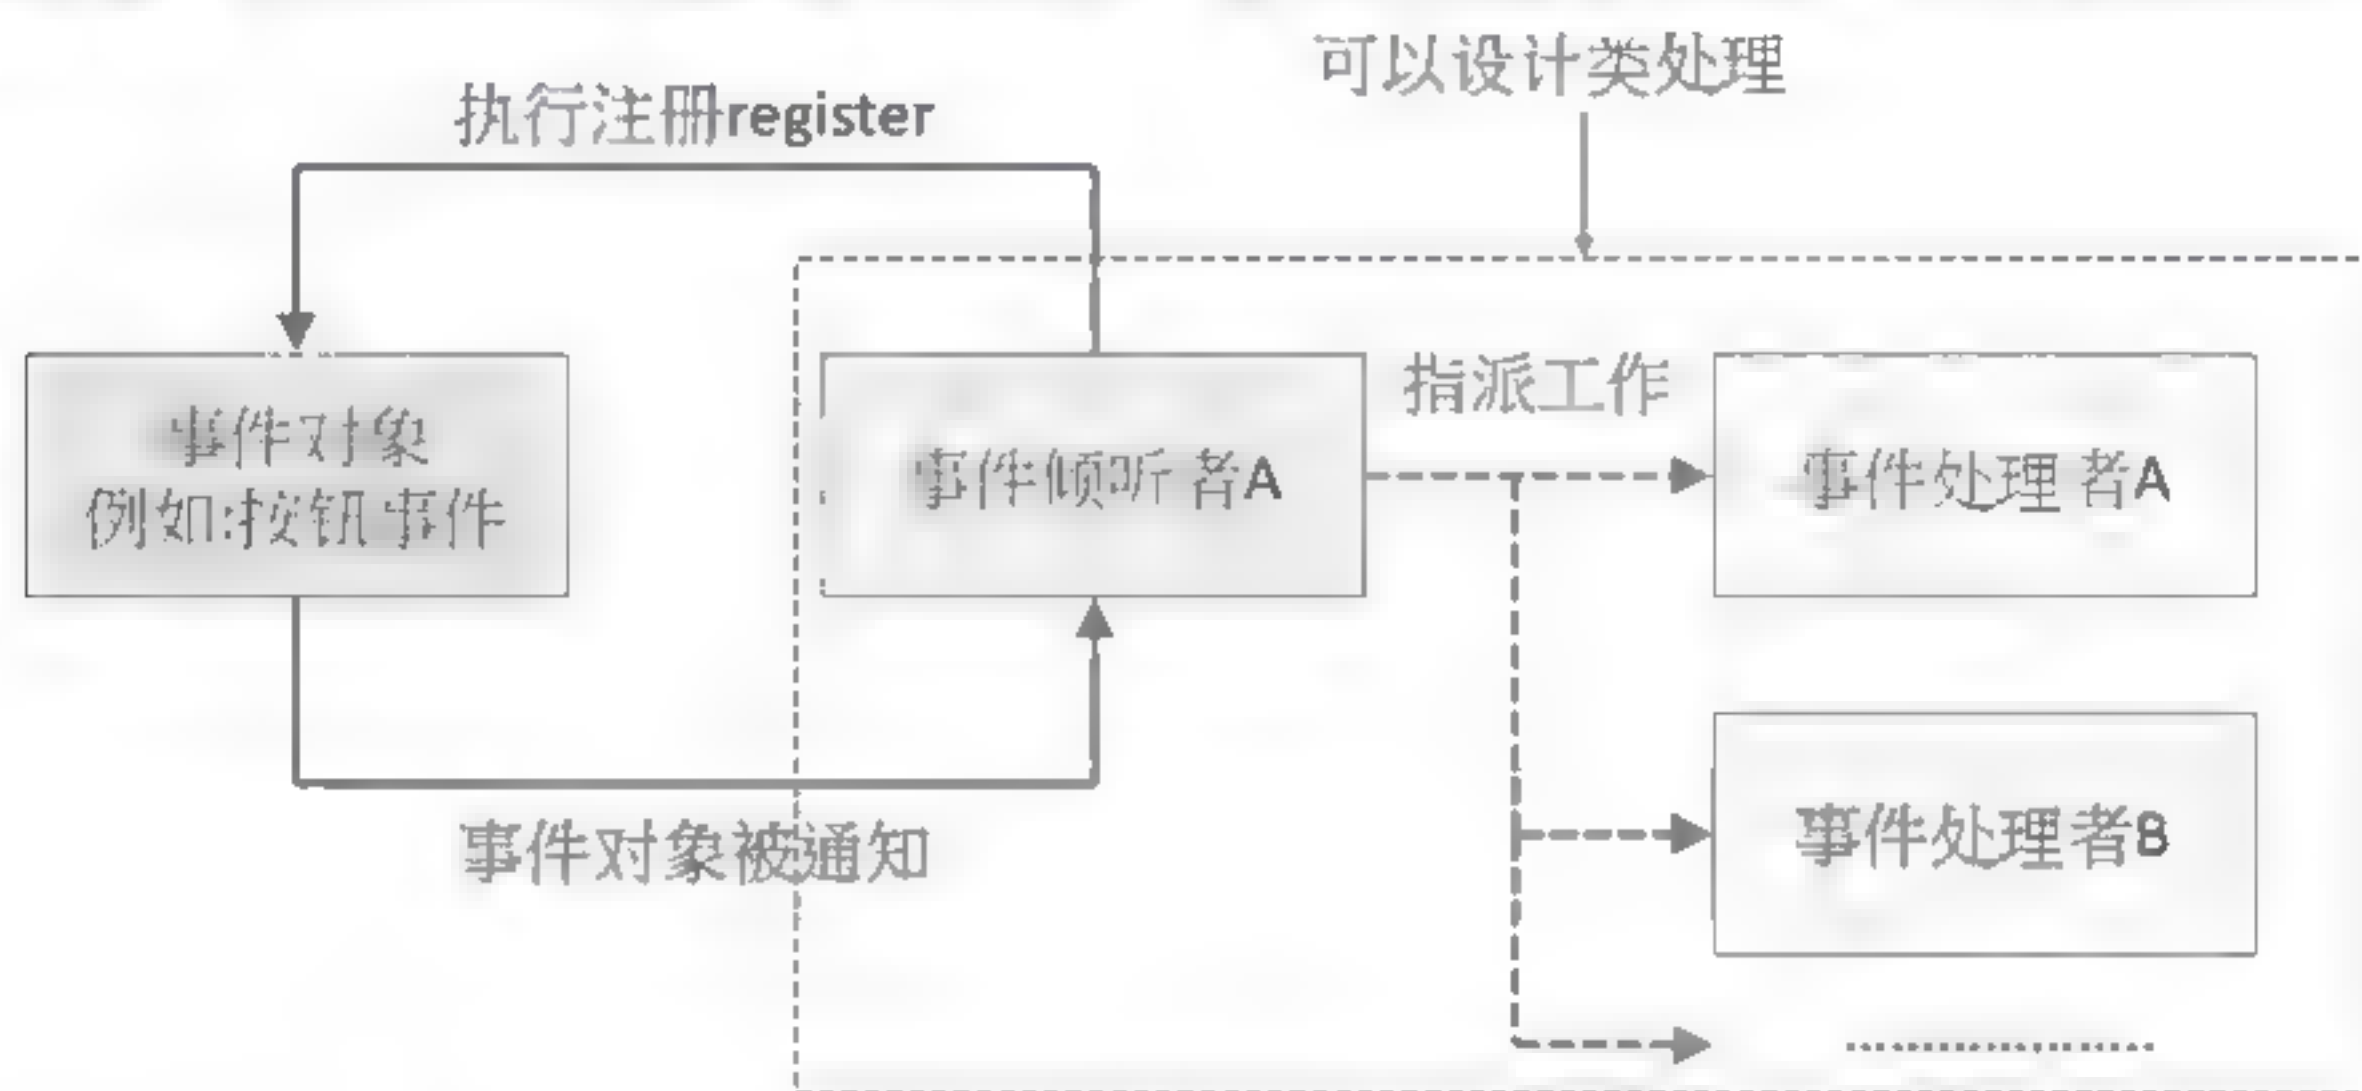 可以设计类处理
执行注册register
事件对象
例如:按钮事件
事件倾听者A
指派工作
事件处理者A
事件对象被通知
事件处理者B